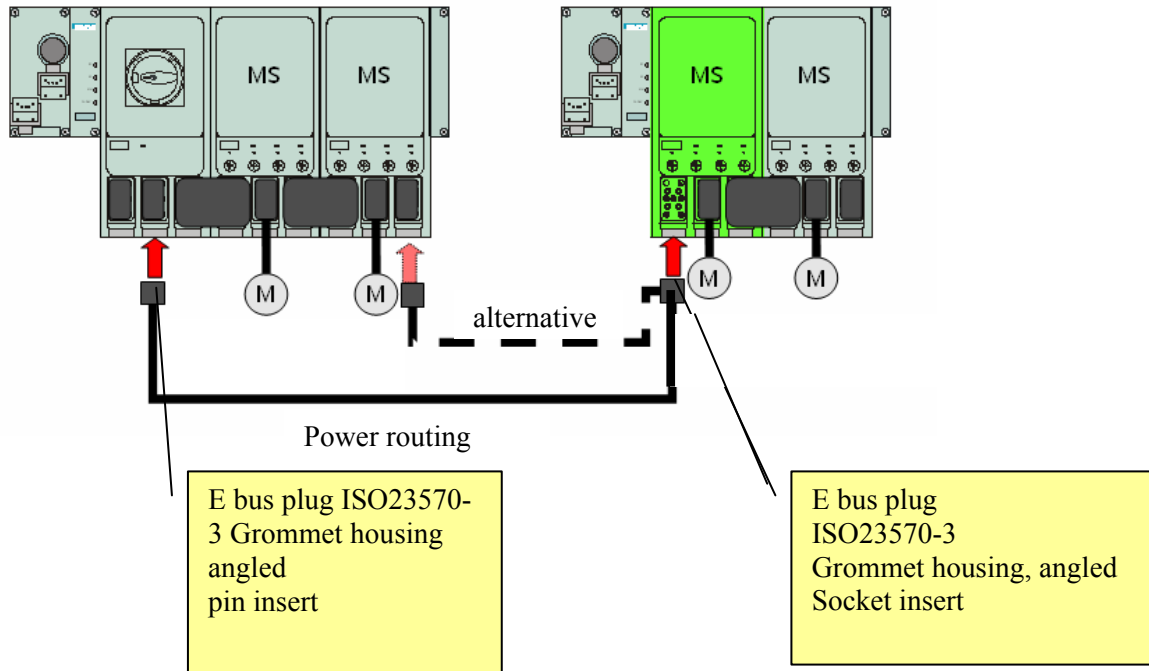 MS
MS
MS
MS
M
M
M
M
alternative
Power routing
E bus plug ISO23570-
3 Grommet housing
angled
pin insert
E bus plug
ISO23570-3
Grommet housing, angled
Socket insert